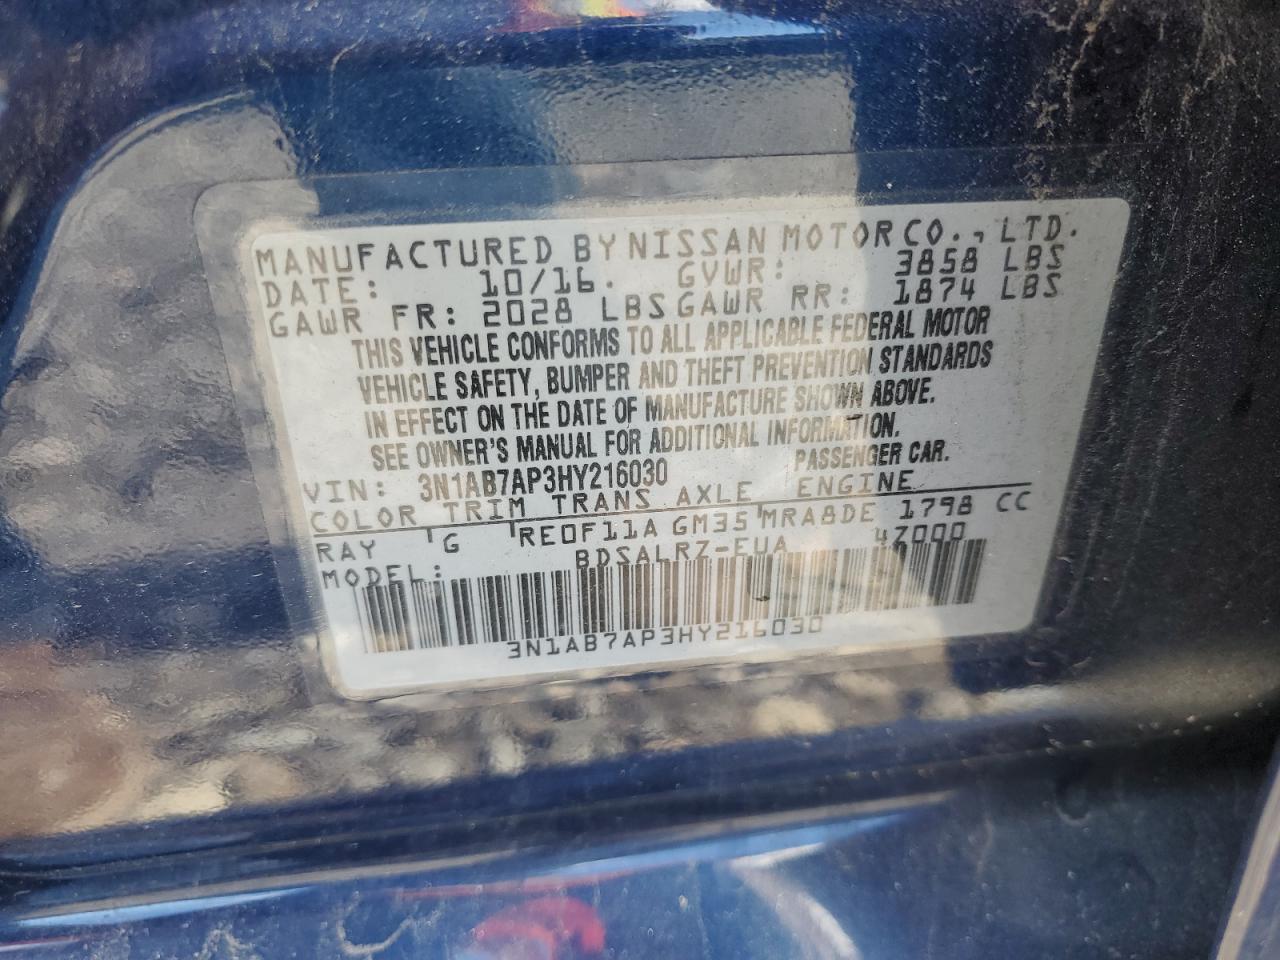 MANUFACTURED BY NISSAN MOTOR CO., LTD.
DATE: 10/16. GVWR: 3858 LBS
GAWR FR: 2028 LBS GAWR RR: 1874 LBS
THIS VEHICLE CONFORMS TO ALL APPLICABLE FEDERAL MOTOR
VEHICLE SAFETY, BUMPER AND THEFT PREVENTION STANDARDS
IN EFFECT ON THE DATE OF MANUFACTURE SHOWN ABOVE.
SEE OWNER'S MANUAL FOR ADDITIONAL INFORMATION.
VIN: 3N1AB7AP3HY216030 PASSENGER CAR.
COLOR TRIM TRANS AXLE ENGINE
RAY G RE0F11A GM35 MRA8DE 1798 CC
MODEL: BDSALRZ-EUA 47000
3N1AB7AP3HY216030